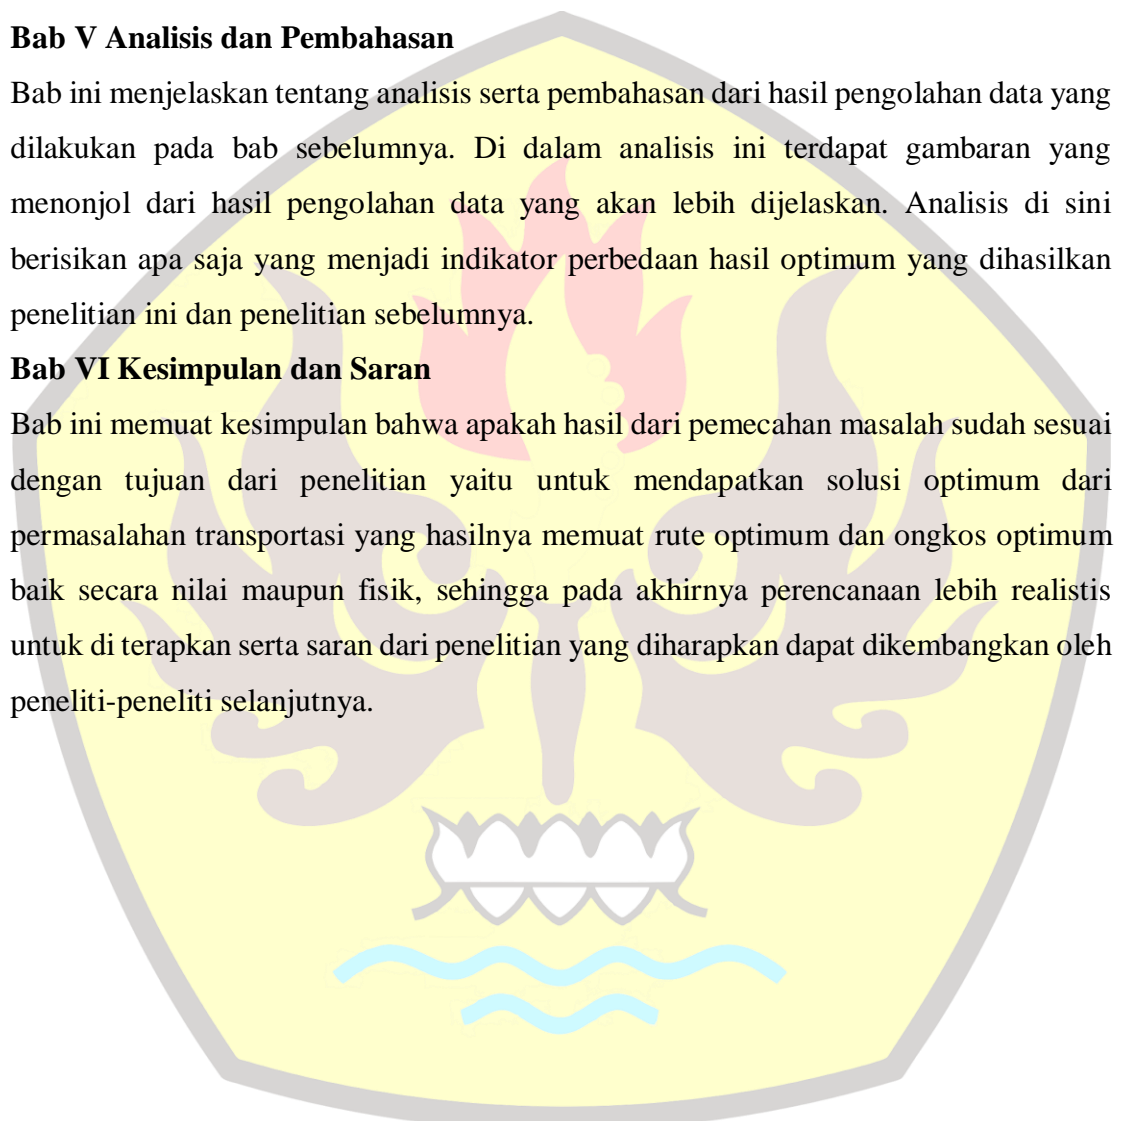 Bab V Analisis dan Pembahasan
Bab ini menjelaskan tentang analisis serta pembahasan dari hasil pengolahan data yang
dilakukan pada bab sebelumnya. Di dalam analisis ini terdapat gambaran yang
menonjol dari hasil pengolahan data yang akan lebih dijelaskan. Analisis di sini
berisikan apa saja yang menjadi indikator perbedaan hasil optimum yang dihasilkan
penelitian ini dan penelitian sebelumnya.
Bab VI Kesimpulan dan Saran
Bab ini memuat kesimpulan bahwa apakah hasil dari pemecahan masalah sudah sesuai
dengan tujuan dari penelitian yaitu untuk mendapatkan solusi optimum dari
permasalahan transportasi yang hasilnya memuat rute optimum dan ongkos optimum
baik secara nilai maupun fisik, sehingga pada akhirnya perencanaan lebih realistis
untuk di terapkan serta saran dari penelitian yang diharapkan dapat dikembangkan oleh
peneliti-peneliti selanjutnya.